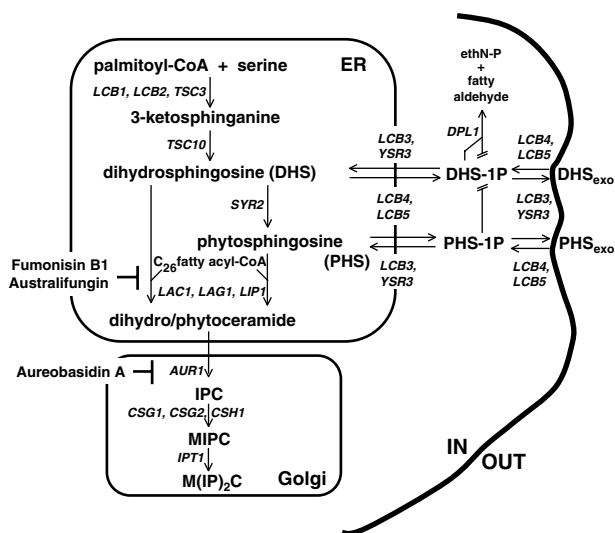 palmitoyl-CoA + serine
ER
LCB1, LCB2, TSC3
3-ketosphinganine
TSC10
dihydrosphingosine (DHS)
SYR2
phytosphingosine
(PHS)
C26fatty acyl-CoA
Fumonisin B1
Australifungin
LAC1, LAG1, LIP1
dihydro/phytoceramide
Aureobasidin A
AUR1
IPC
CSG1, CSG2, CSH1
MIPC
IPT1
M(IP)2C
Golgi
ethN-P
+
fatty
aldehyde
DPL1
LCB3,
YSR3
LCB4,
LCB5
DHS-1P
DHSexo
LCB4,
LCB5
LCB3,
YSR3
PHS-1P
PHSexo
LCB3,
YSR3
LCB4,
LCB5
IN
OUT